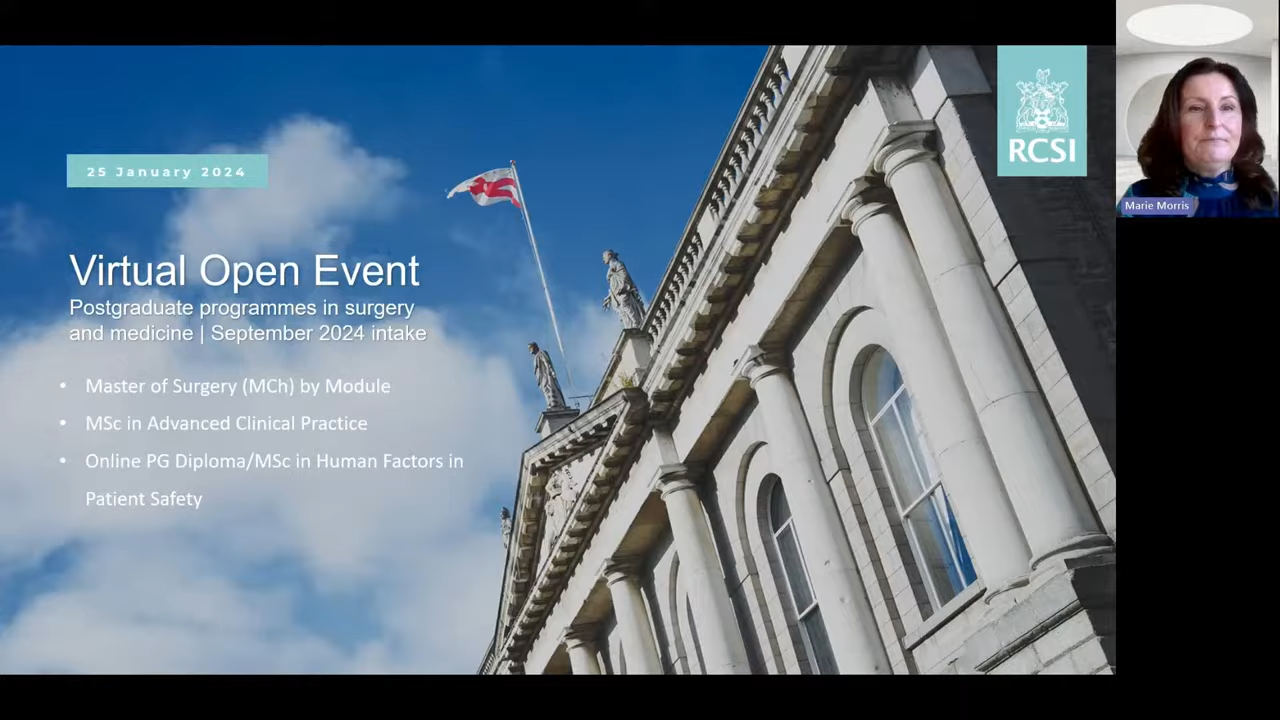 25 January 2024
RCSI
Virtual Open Event
Postgraduate programmes in surgery
and medicine | September 2024 intake
• Master of Surgery (MCh) by Module
• MSc in Advanced Clinical Practice
• Online PG Diploma/MSc in Human Factors in
Patient Safety
Marie Morris